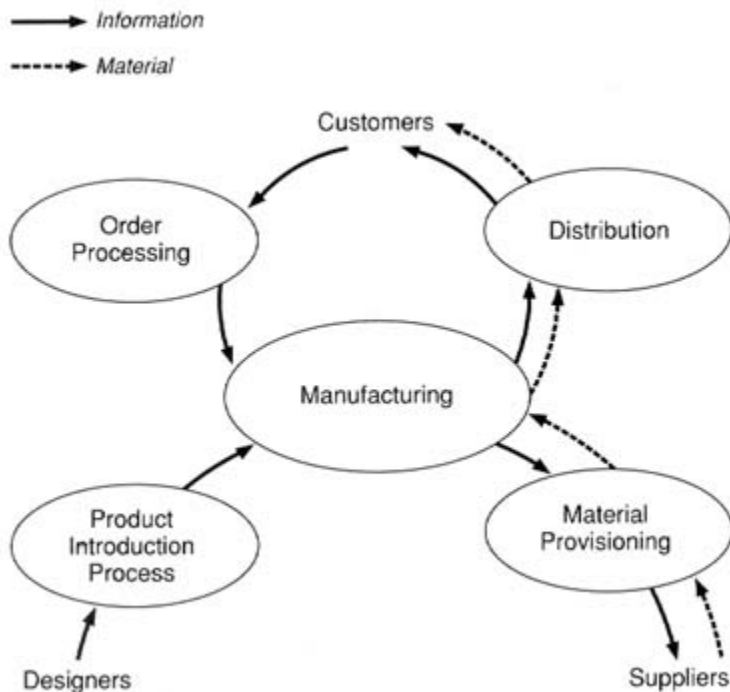 Information
Material
Customers
Order
Processing
Distribution
Manufacturing
Product
Introduction
Process
Material
Provisioning
Designers
Suppliers